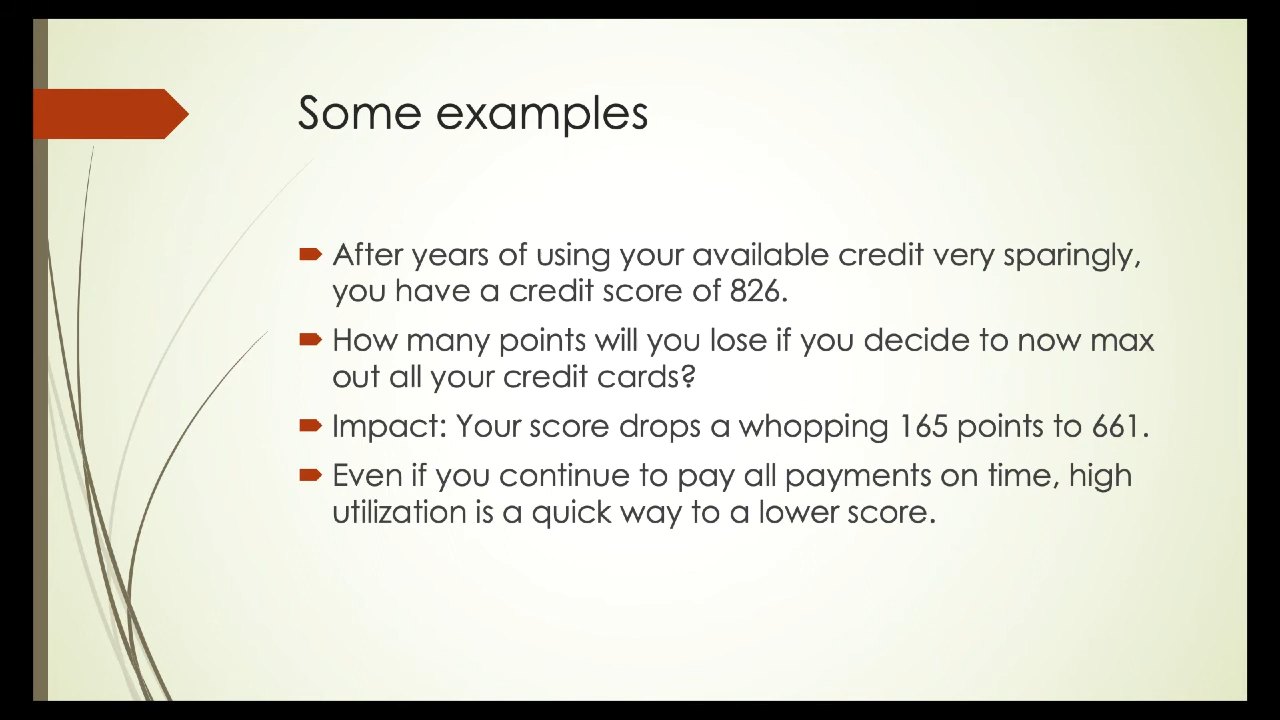 Some examples
After years of using your available credit very sparingly,
you have a credit score of 826.
How many points will you lose if you decide to now max
out all your credit cards?
Impact: Your score drops a whopping 165 points to 661.
Even if you continue to pay all payments on time, high
utilization is a quick way to a lower score.